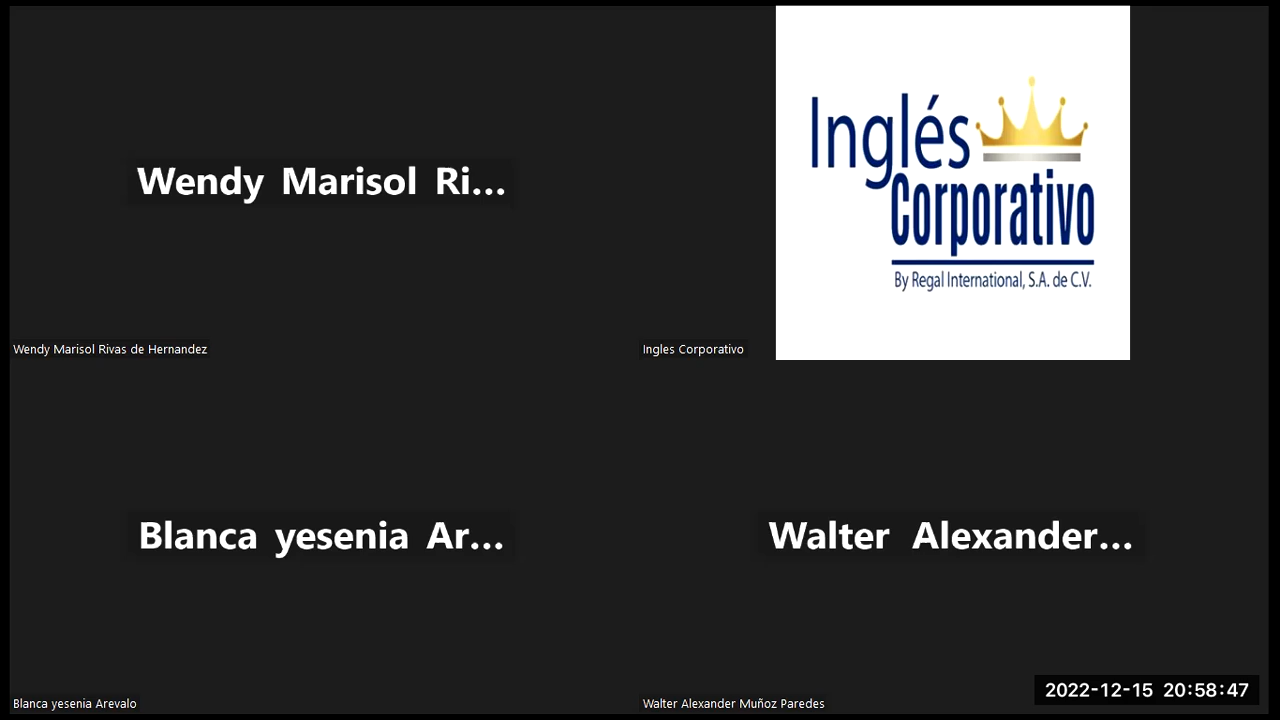 Wendy Marisol Ri...
Wendy Marisol Rivas de Hernandez
Inglés
Corporativo
By Regal International, S.A. de C.V.
Ingles Corporativo
Blanca yesenia Ar...
Blanca yesenia Arevalo
Walter Alexander...
Walter Alexander Muñoz Paredes
2022-12-15 20:58:47